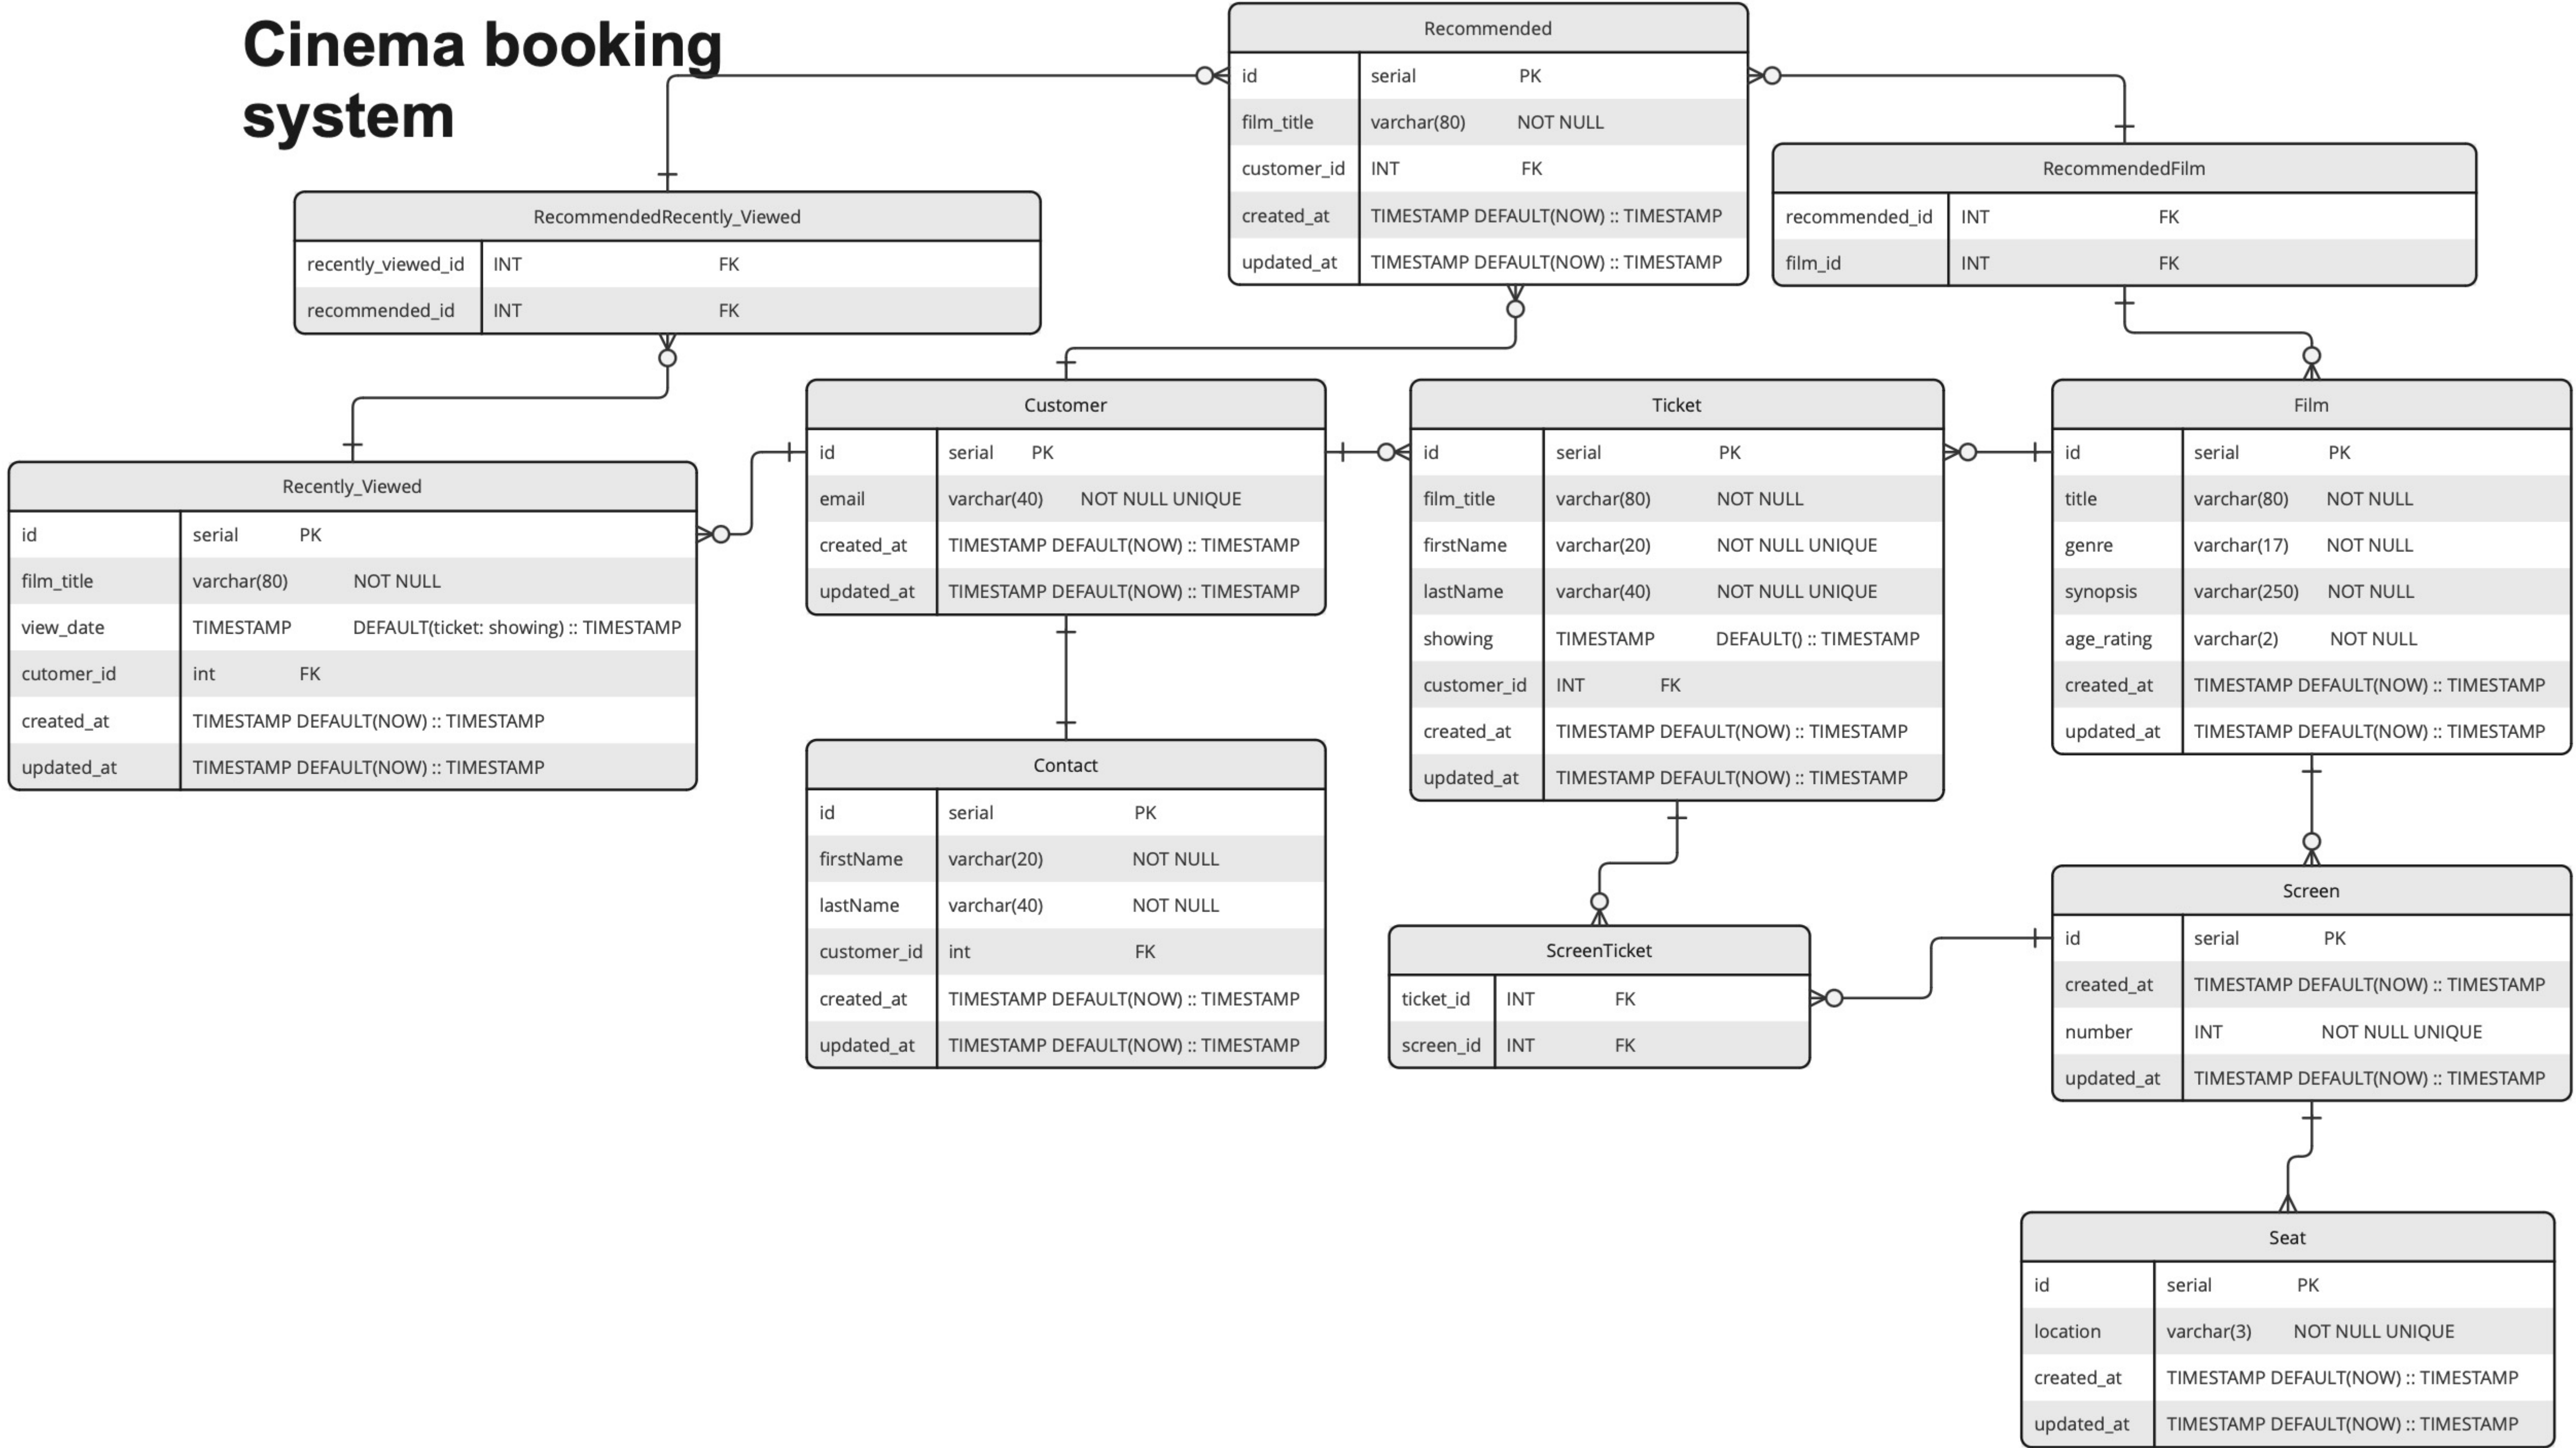 Cinema booking
system
Recommended
id serial PK
film_title varchar(80) NOT NULL
customer_id INT FK
created_at TIMESTAMP DEFAULT(NOW) :: TIMESTAMP
updated_at TIMESTAMP DEFAULT(NOW) :: TIMESTAMP
RecommendedFilm
recommended_id INT FK
film_id INT FK
RecommendedRecently_Viewed
recently_viewed_id INT FK
recommended_id INT FK
Recently_Viewed
id serial PK
film_title varchar(80) NOT NULL
view_date TIMESTAMP DEFAULT(ticket: showing) :: TIMESTAMP
cutomer_id int FK
created_at TIMESTAMP DEFAULT(NOW) :: TIMESTAMP
updated_at TIMESTAMP DEFAULT(NOW) :: TIMESTAMP
Customer
id serial PK
email varchar(40) NOT NULL UNIQUE
created_at TIMESTAMP DEFAULT(NOW) :: TIMESTAMP
updated_at TIMESTAMP DEFAULT(NOW) :: TIMESTAMP
Ticket
id serial PK
film_title varchar(80) NOT NULL
firstName varchar(20) NOT NULL UNIQUE
lastName varchar(40) NOT NULL UNIQUE
showing TIMESTAMP DEFAULT() :: TIMESTAMP
customer_id INT FK
created_at TIMESTAMP DEFAULT(NOW) :: TIMESTAMP
updated_at TIMESTAMP DEFAULT(NOW) :: TIMESTAMP
Film
id serial PK
title varchar(80) NOT NULL
genre varchar(17) NOT NULL
synopsis varchar(250) NOT NULL
age_rating varchar(2) NOT NULL
created_at TIMESTAMP DEFAULT(NOW) :: TIMESTAMP
updated_at TIMESTAMP DEFAULT(NOW) :: TIMESTAMP
Contact
id serial PK
firstName varchar(20) NOT NULL
lastName varchar(40) NOT NULL
customer_id int FK
created_at TIMESTAMP DEFAULT(NOW) :: TIMESTAMP
updated_at TIMESTAMP DEFAULT(NOW) :: TIMESTAMP
ScreenTicket
ticket_id INT FK
screen_id INT FK
Screen
id serial PK
created_at TIMESTAMP DEFAULT(NOW) :: TIMESTAMP
number INT NOT NULL UNIQUE
updated_at TIMESTAMP DEFAULT(NOW) :: TIMESTAMP
Seat
id serial PK
location varchar(3) NOT NULL UNIQUE
created_at TIMESTAMP DEFAULT(NOW) :: TIMESTAMP
updated_at TIMESTAMP DEFAULT(NOW) :: TIMESTAMP